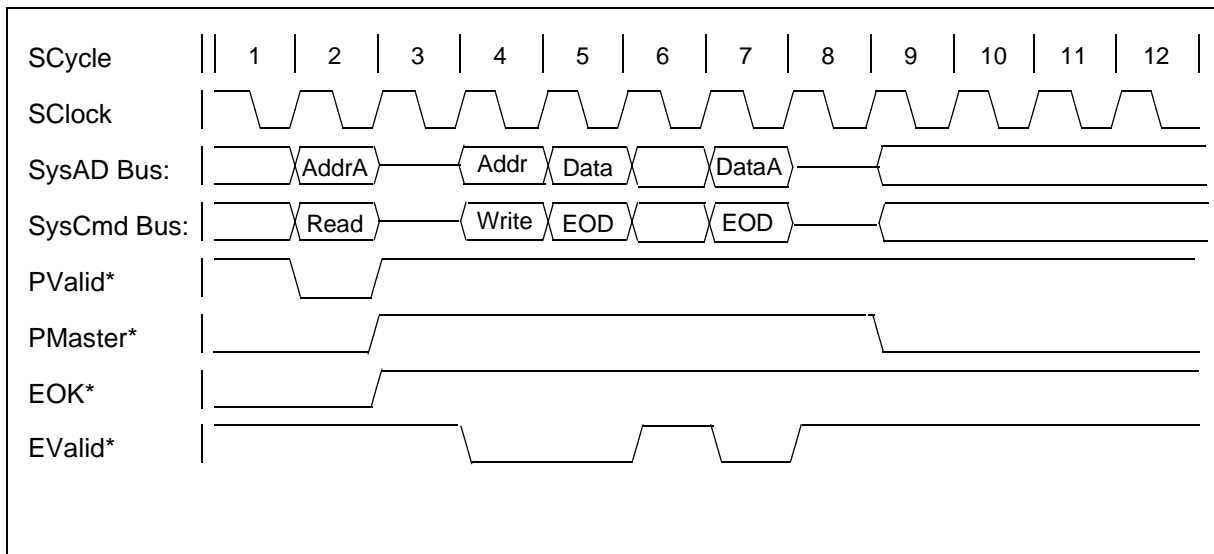 SCycle 1 2 3 4 5 6 7 8 9 10 11 12
SClock
SysAD Bus: AddrA Addr Data DataA
SysCmd Bus: Read Write EOD EOD
PValid*
PMaster*
EOK*
EValid*